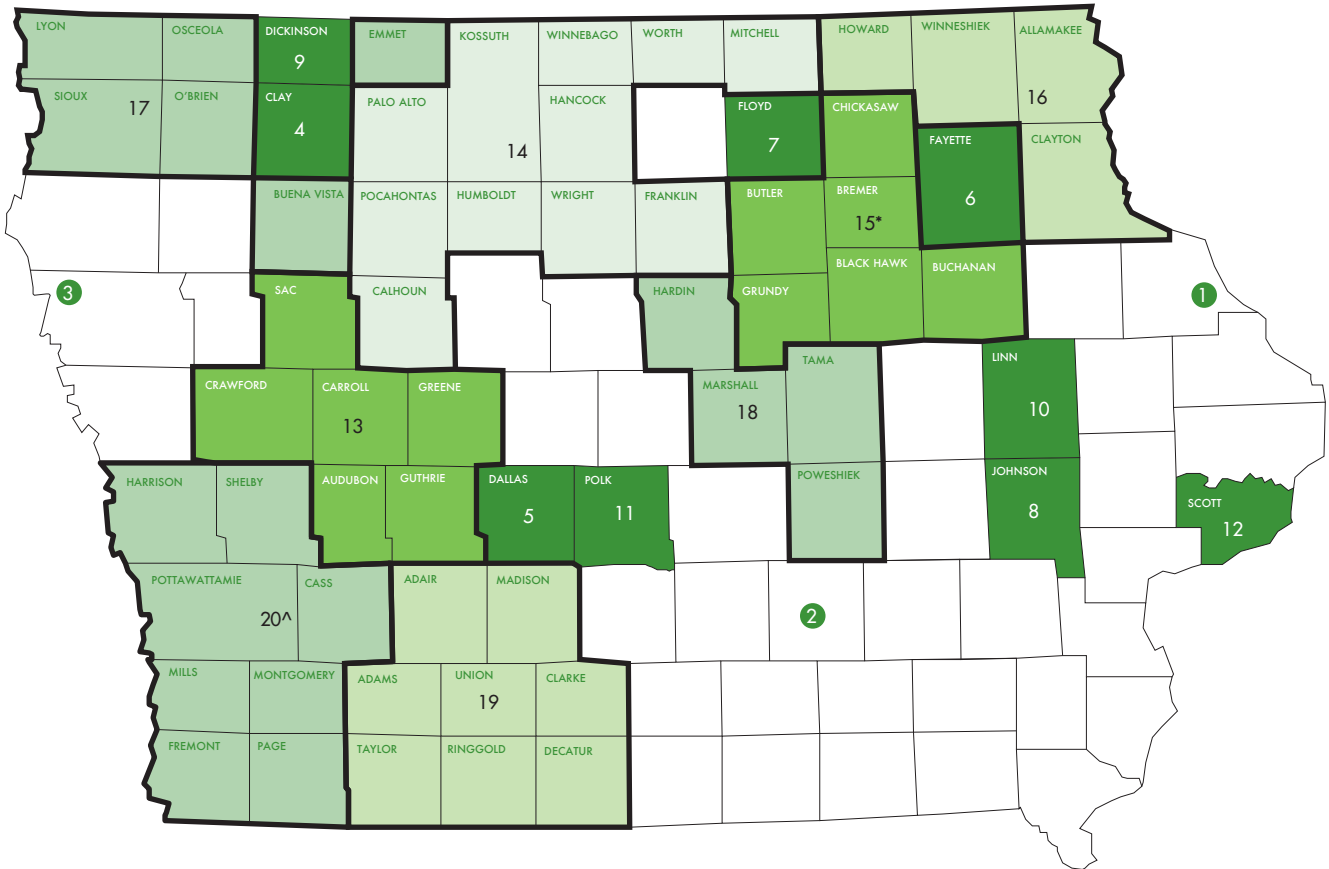 LYON
OSCEOLA
DICKINSON
9
EMMET
KOSSUTH
WINNEBAGO
WORTH
MITCHELL
HOWARD
WINNESHIEK
ALLAMAKEE
SIOUX
17
O'BRIEN
CLAY
4
PALO ALTO
14
HANCOCK
FLOYD
7
CHICKASAW
16
FAYETTE
6
CLAYTON
BUENA VISTA
POCAHONTAS
HUMBOLDT
WRIGHT
FRANKLIN
BUTLER
BREMER
15*
BLACK HAWK
BUCHANAN
3
SAC
CALHOUN
HARDIN
GRUNDY
1
CRAWFORD
CARROLL
13
GREENE
MARSHALL
18
TAMA
LINN
10
HARRISON
SHELBY
AUDUBON
GUTHRIE
DALLAS
5
POLK
11
POWESHIEK
JOHNSON
8
SCOTT
12
POTTAWATTAMIE
20^
CASS
ADAIR
MADISON
2
MILLS
MONTGOMERY
ADAMS
UNION
19
CLARKE
FREMONT
PAGE
TAYLOR
RINGGOLD
DECATUR